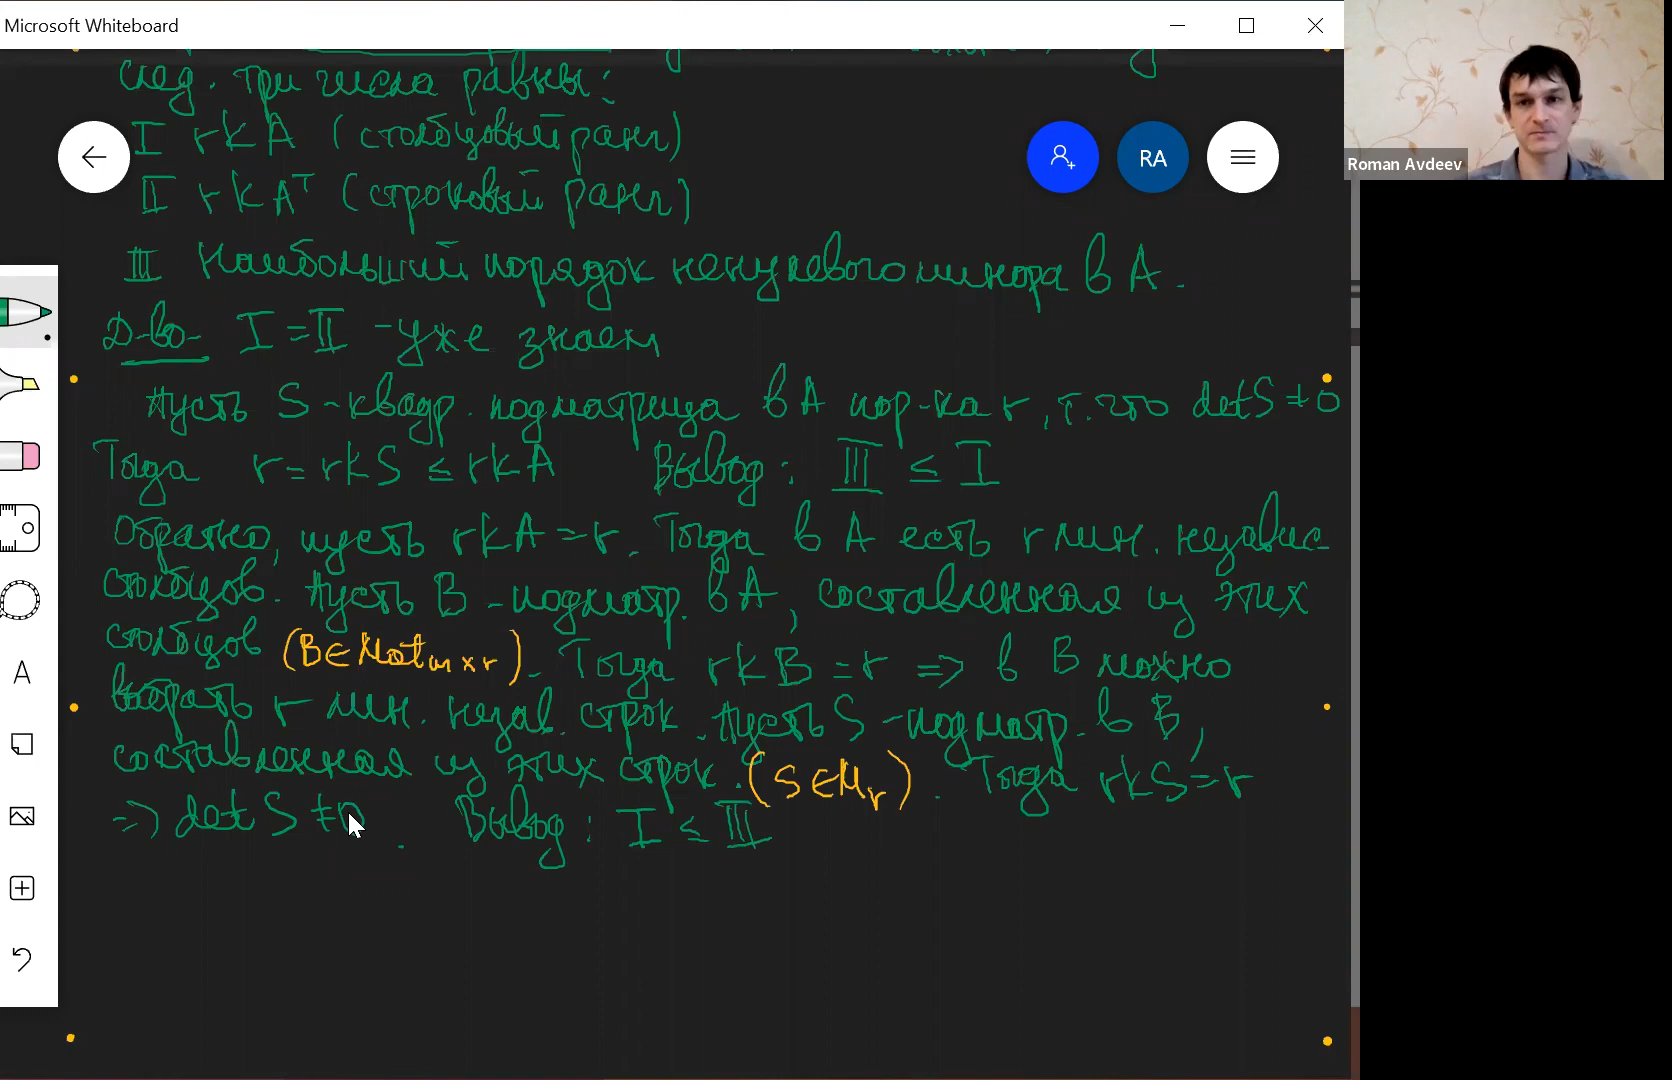 Microsoft Whiteboard
след. три числа равны:
I rk A (столбцовый ранг)
RA
Roman Avdeev
II rk Aᵀ (строковый ранг)
III Наибольший порядок ненулевого минора в A.
Д-во I = II - уже знаем
Пусть S - квадр. подматрица в A пор-ка r, т.что det S ≠ 0
Тогда r = rk S ≤ rk A Вывод: III ≤ I
Обратно, пусть rk A = r. Тогда в A есть r лин. независ
столбцов. Пусть B - подматр. в A, составленная из этих
столбцов (B ∈ Mat m×r). Тогда rk B = r => в B можно
выбрать r лин. незав. строк. Пусть S - подматр. в B,
составленная из этих строк. (S ∈ Mᵣ). Тогда rk S = r
=> det S ≠ 0. Вывод: I ≤ III
A